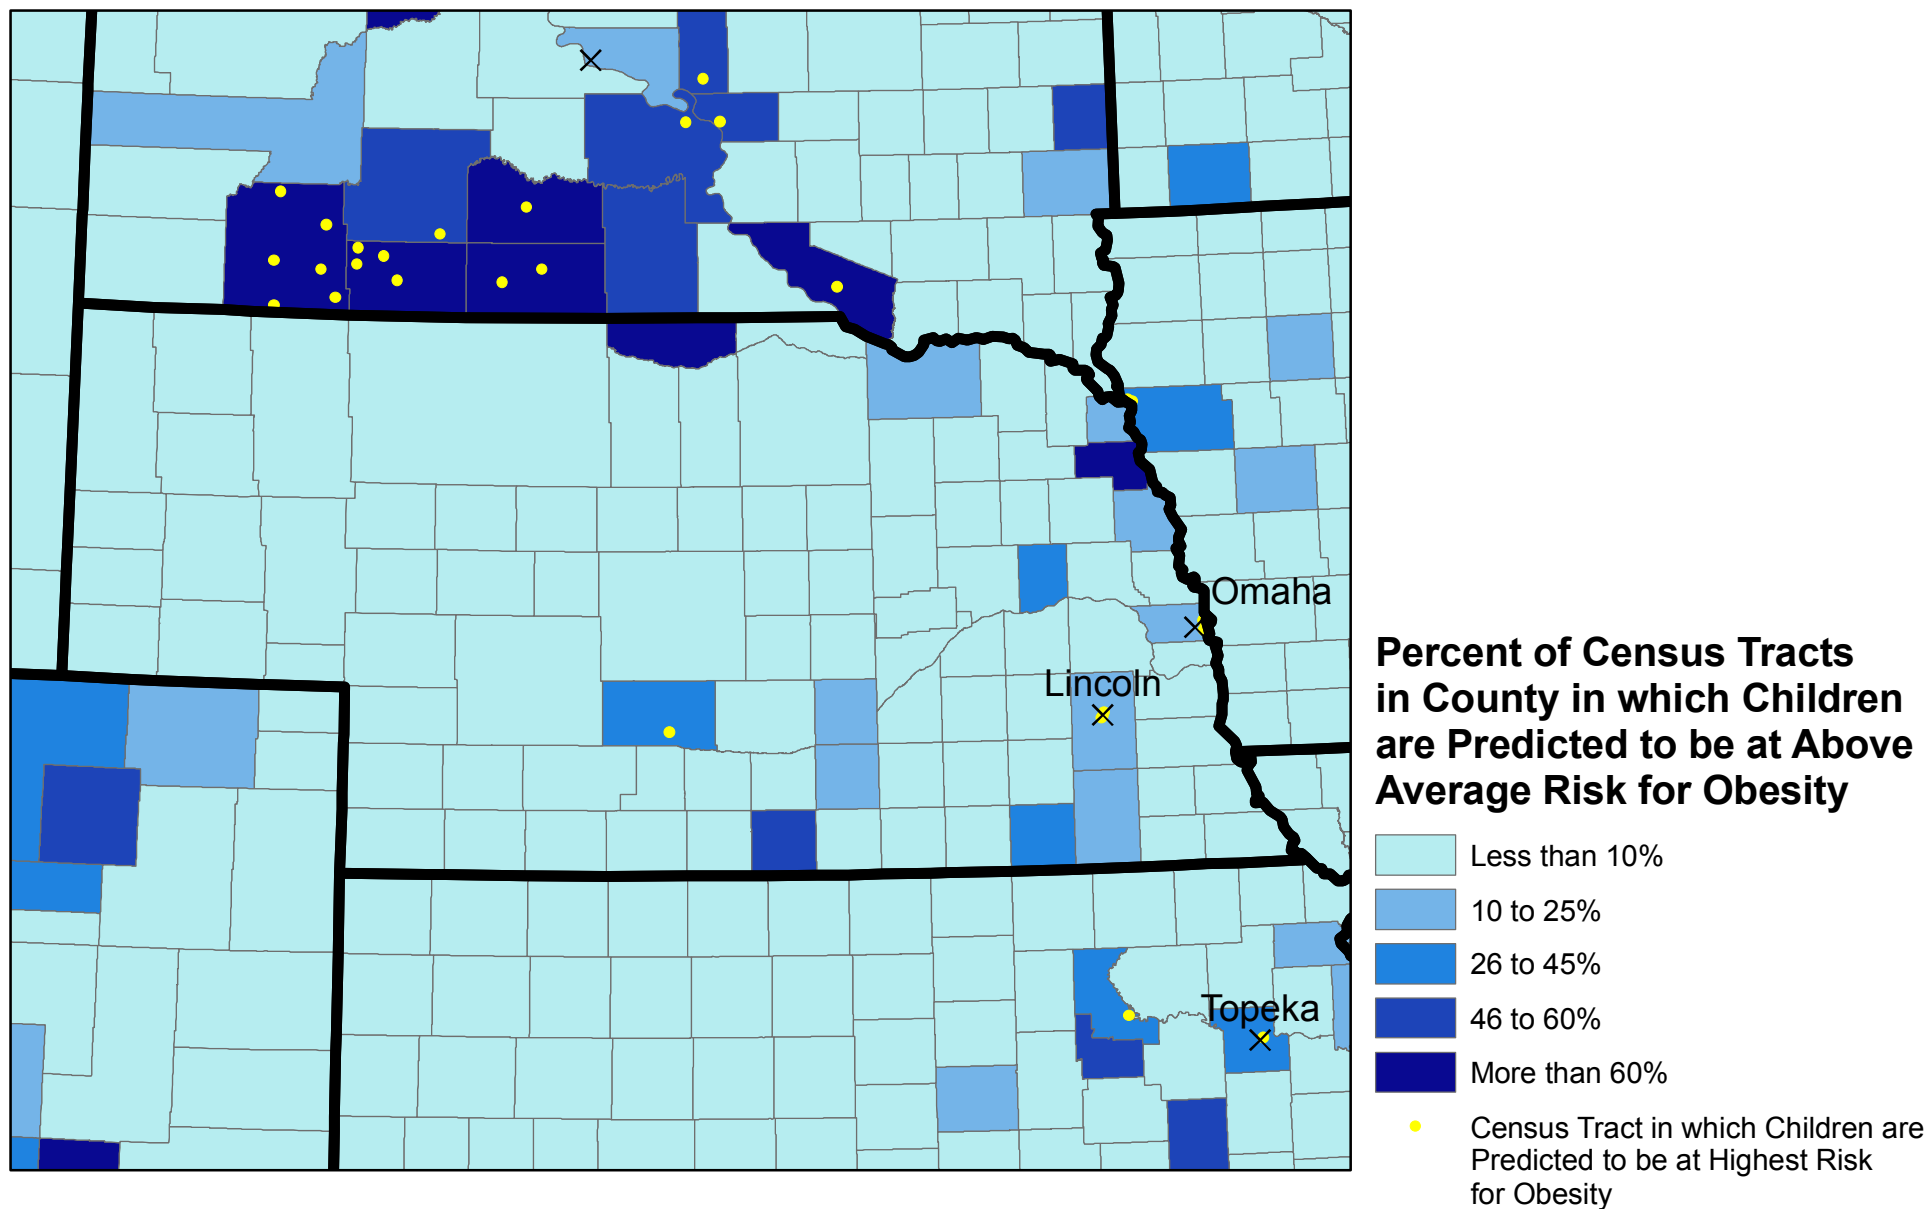 Omaha
Lincoln
Topeka
Percent of Census Tracts
in County in which Children
are Predicted to be at Above
Average Risk for Obesity
Less than 10%
10 to 25%
26 to 45%
46 to 60%
More than 60%
Census Tract in which Children are
Predicted to be at Highest Risk
for Obesity